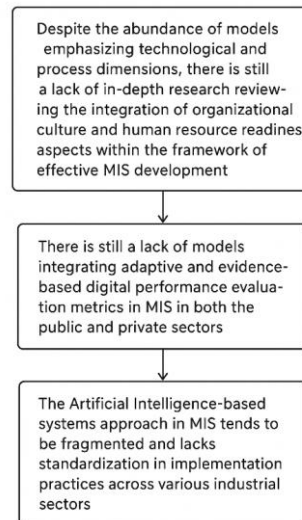 Despite the abundance of models
emphasizing technological and
process dimensions, there is still
a lack of in-depth research review-
ing the integration of organizational
culture and human resource readines
aspects within the framework of
effective MIS development
There is still a lack of models
integrating adaptive and evidence-
based digital performance evalua-
tion metrics in MIS in both the
public and private sectors
The Artificial Intelligence-based
systems approach in MIS tends to
be fragmented and lacks
standardization in implementation
practices across various industrial
sectors